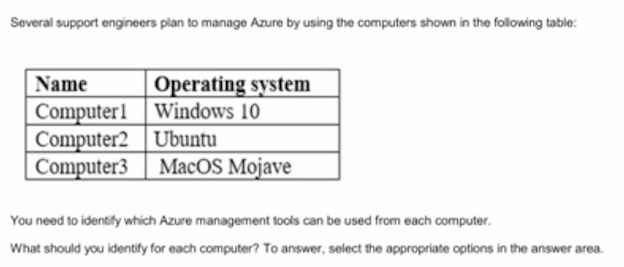 Several support engineers plan to manage Azure by using the computers shown in the following table:
Name Operating system
Computer1 Windows 10
Computer2 Ubuntu
Computer3 MacOS Mojave
You need to identify which Azure management tools can be used from each computer.
What should you identify for each computer? To answer, select the appropriate options in the answer area.